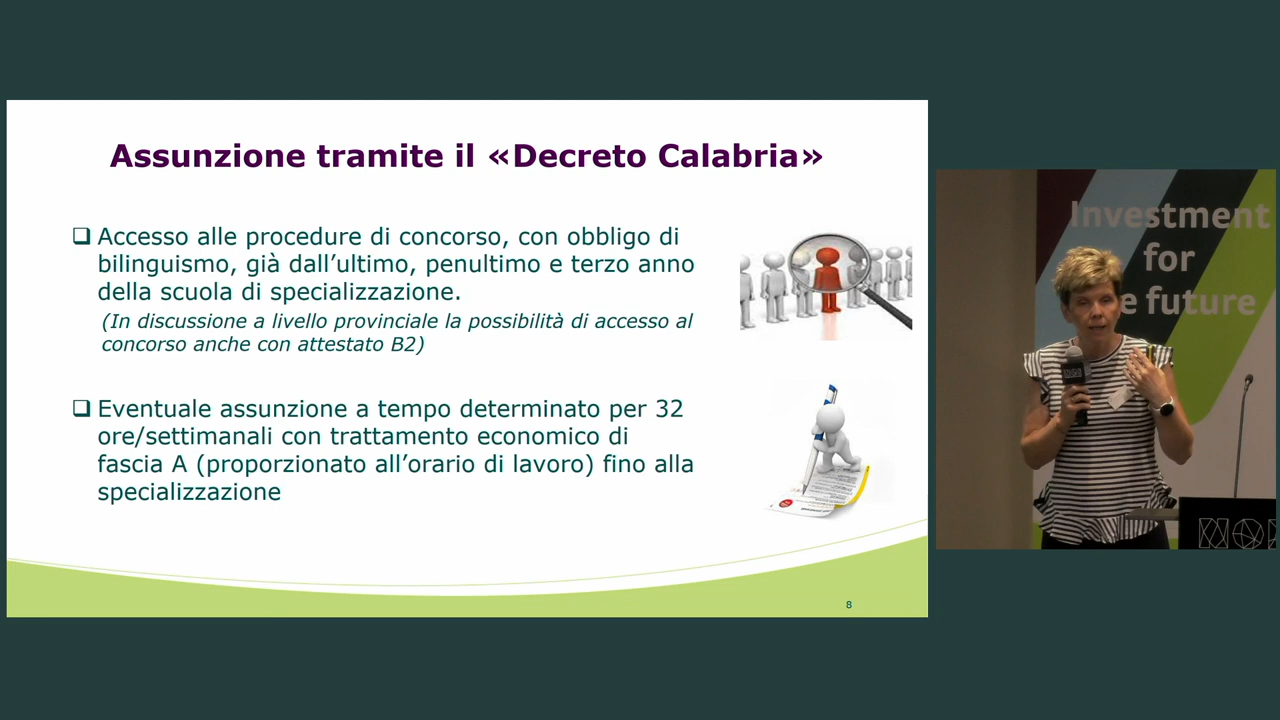 Assunzione tramite il «Decreto Calabria»
Accesso alle procedure di concorso, con obbligo di
bilinguismo, già dall’ultimo, penultimo e terzo anno
della scuola di specializzazione.
(In discussione a livello provinciale la possibilità di accesso al
concorso anche con attestato B2)
Eventuale assunzione a tempo determinato per 32
ore/settimanali con trattamento economico di
fascia A (proporzionato all’orario di lavoro) fino alla
specializzazione
8
Investment
for
e future
NOI